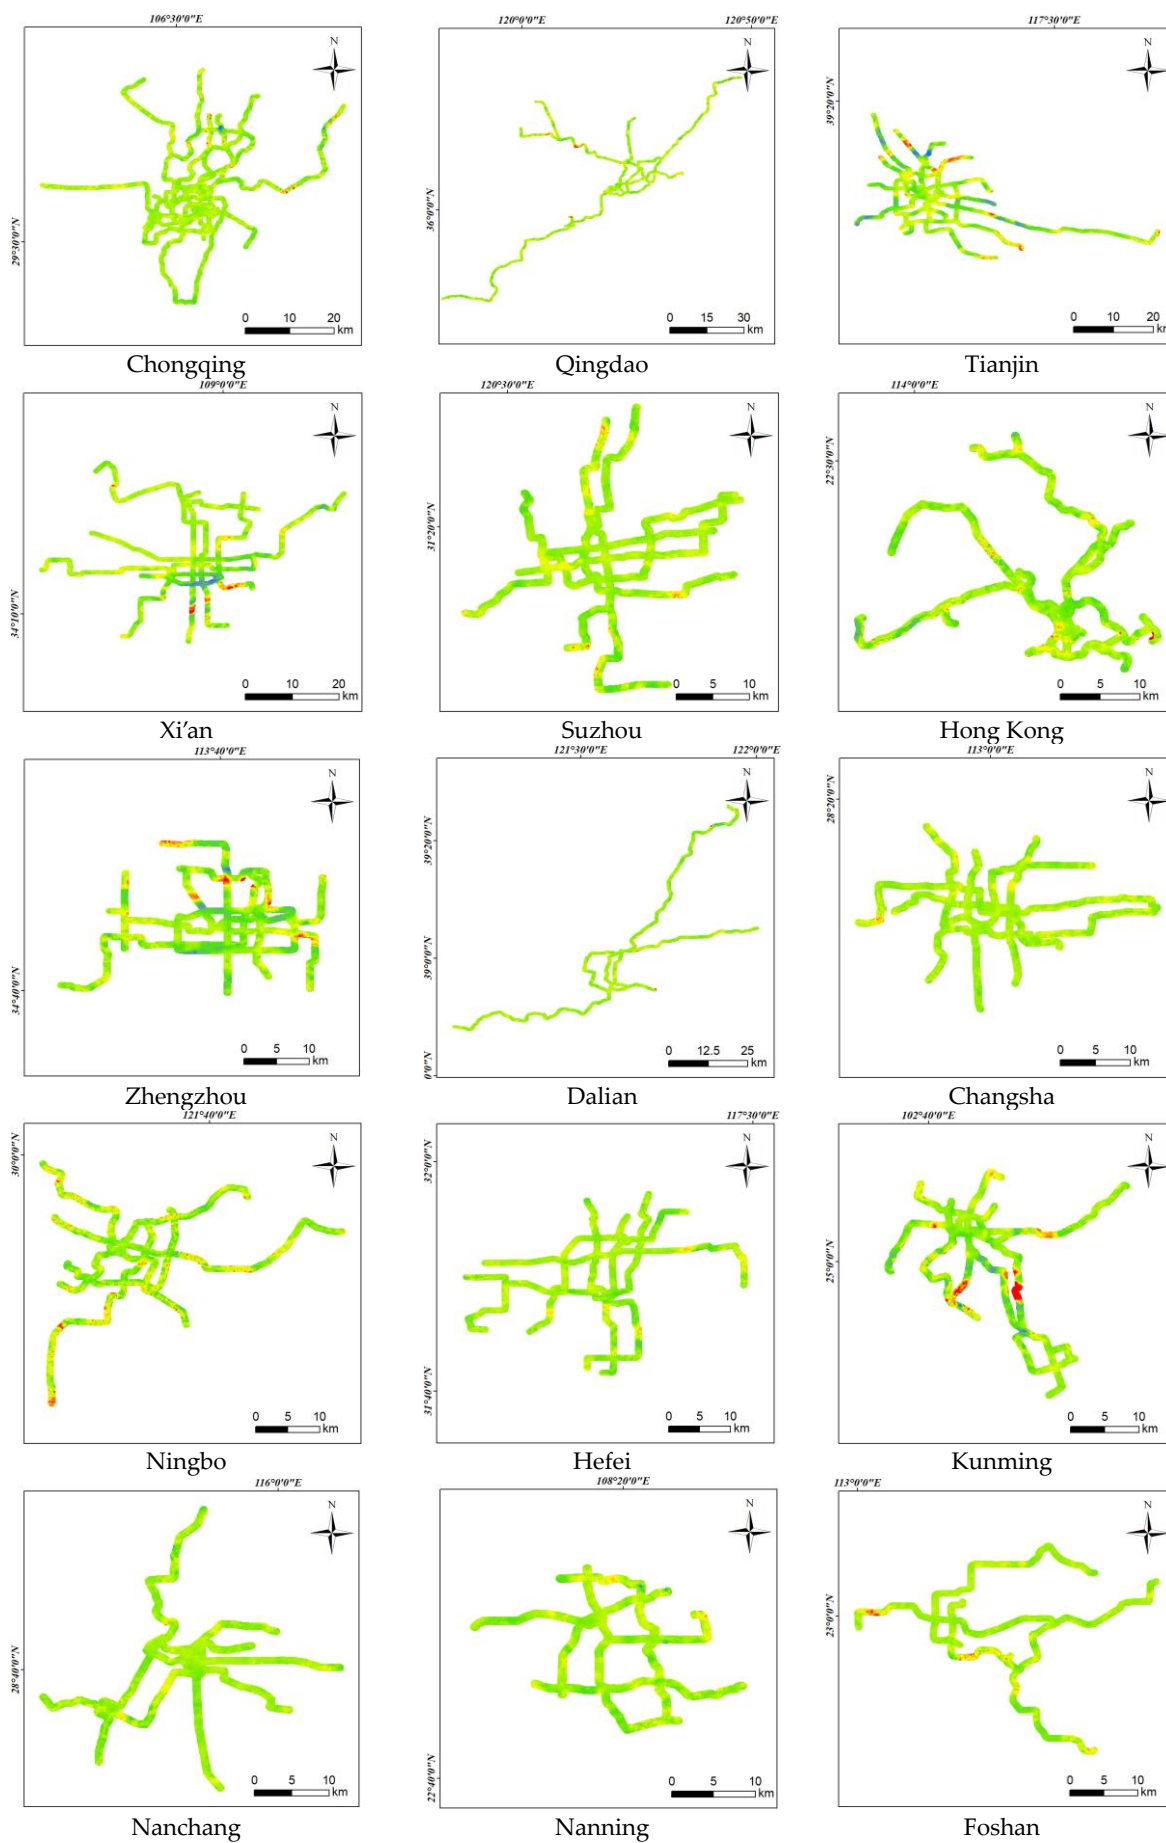 106°30'0"E
120°0'0"E 120°50'0"E
117°30'0"E
N
N
N
39°20'0"N
36°0'0"N
29°30'0"N
0 10 20
km
0 15 30
km
0 10 20
Chongqing
Qingdao
Tianjin
109°0'0"E
120°30'0"E
114°0'0"E
N
N
N
22°30'0"N
31°20'0"N
34°10'0"N
0 10 20
km
0 5 10
km
0 5 10
km
Xi’an
Suzhou
Hong Kong
113°40'0"E
121°30'0"E 122°0'0"E
113°0'0"E
N
N
N
28°20'0"N
39°20'0"N
39°0'0"N
34°40'0"N
0 5 10
km
0 12.5 25
km
0 5 10
km
Zhengzhou
Dalian
Changsha
121°40'0"E
117°30'0"E
102°40'0"E
N
N
N
30°0'0"N
32°0'0"N
25°0'0"N
31°40'0"N
0 5 10
km
0 5 10
km
0 5 10
km
Ningbo
Hefei
Kunming
116°0'0"E
108°20'0"E
113°0'0"E
N
N
N
23°0'0"N
28°40'0"N
22°40'0"N
0 5 10
km
0 5 10
km
0 5 10
km
Nanchang
Nanning
Foshan